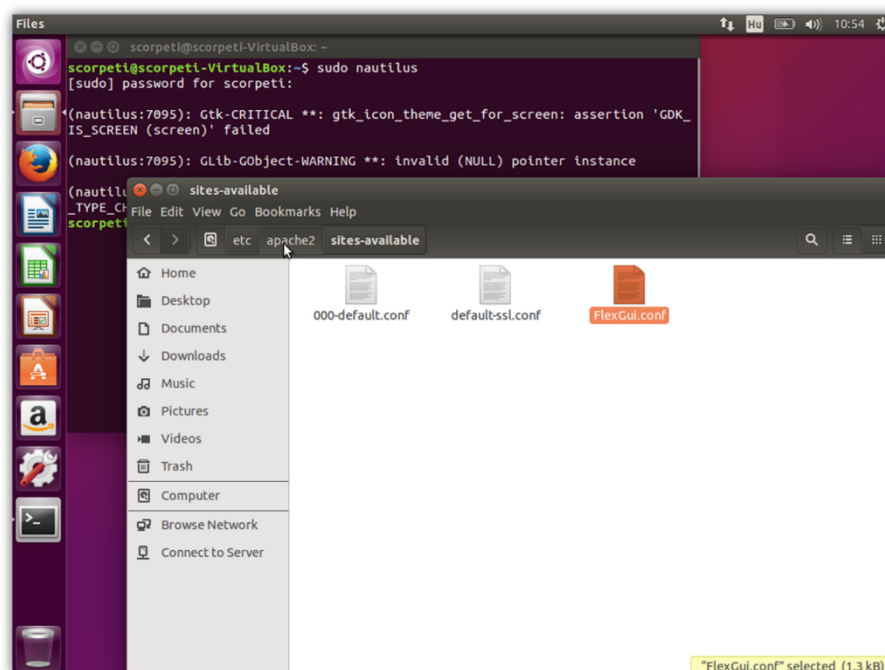 Files
Hu
10:54
scorpeti@scorpeti-VirtualBox: ~
scorpeti@scorpeti-VirtualBox:~$ sudo nautilus
[sudo] password for scorpeti:
(nautilus:7095): Gtk-CRITICAL **: gtk_icon_theme_get_for_screen: assertion 'GDK_
IS_SCREEN (screen)' failed
(nautilus:7095): GLib-GObject-WARNING **: invalid (NULL) pointer instance
(nautilu
_TYPE_CH
scorpeti
sites-available
File Edit View Go Bookmarks Help
etc apache2 sites-available
Home
Desktop
Documents
Downloads
Music
Pictures
Videos
Trash
Computer
Browse Network
Connect to Server
000-default.conf
default-ssl.conf
FlexGui.conf
"FlexGui.conf" selected (1.3 kB)